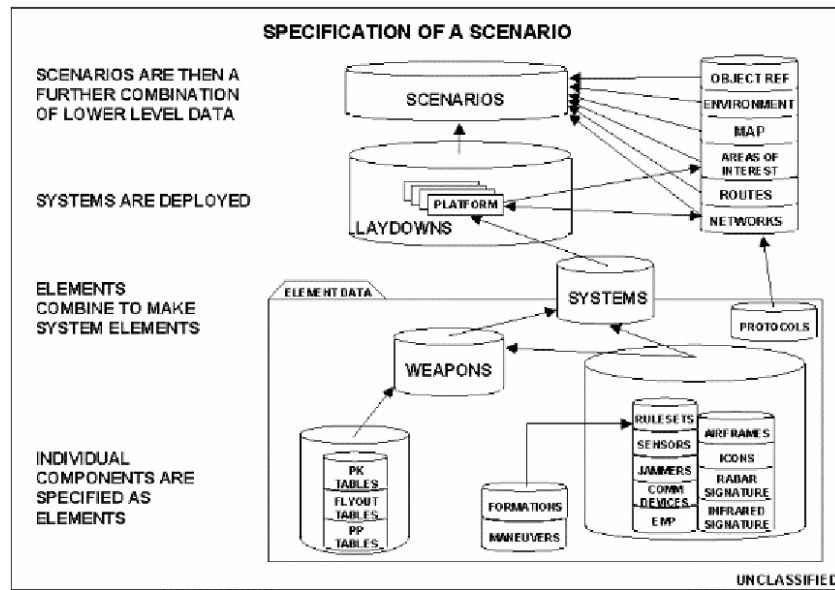 SPECIFICATION OF A SCENARIO
SCENARIOS ARE THEN A
FURTHER COMBINATION
OF LOWER LEVEL DATA
SCENARIOS
OBJECT REF
ENVIRONMENT
MAP
AREAS OF
INTEREST
ROUTES
NETWORKS
SYSTEMS ARE DEPLOYED
PLATFORM
LAYDOWNS
ELEMENTS
COMBINE TO MAKE
SYSTEM ELEMENTS
ELEMENT DATA
SYSTEMS
PROTOCOLS
WEAPONS
INDIVIDUAL
COMPONENTS ARE
SPECIFIED AS
ELEMENTS
PK
TABLES
FLYOUT
TABLES
PP
TABLES
FORMATIONS
MANEUVERS
RULESETS
SENSORS
JAMMERS
COMM
DEVICES
EMP
AIRFRAMES
ICONS
RADAR
SIGNATURE
INFRARED
SIGNATURE
UNCLASSIFIED